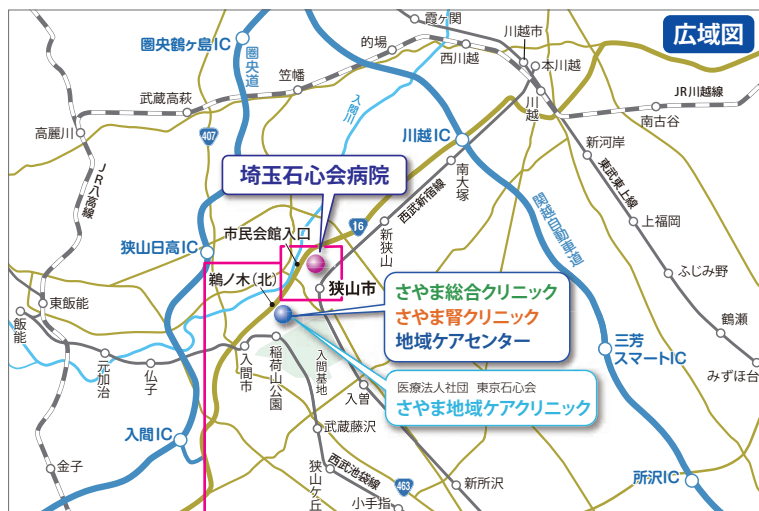 広域図
霞ヶ関
川越市
圏央鶴ヶ島IC
的場
西川越
本川越
圏央道
笠幡
入間川
川越
JR川越線
武蔵高萩
南古谷
高麗川
407
川越IC
新河岸
JR八高線
埼玉石心会病院
南大塚
西武新宿線
東武東上線
関越自動車道
16
上福岡
市民会館入口
新狭山
狭山日高IC
ふじみ野
鵜ノ木(北)
狭山市
さやま総合クリニック
さやま腎クリニック
地域ケアセンター
東飯能
飯能
鶴瀬
三芳
スマートIC
元加治
仏子
入間市
稲荷山公園
入間基地
入曽
みずほ台
医療法人社団 東京石心会
さやま地域ケアクリニック
入間IC
武蔵藤沢
金子
狭山ヶ丘
西武池袋線
463
新所沢
所沢IC
小手指